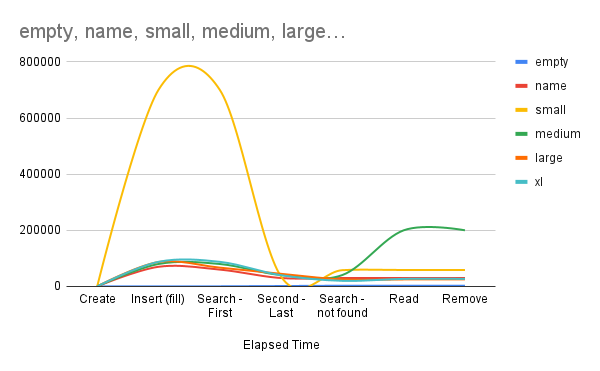 empty, name, small, medium, large...
800000
600000
400000
200000
0
empty
name
small
medium
large
xl
Create
Insert (fill)
Search -
First
Second -
Last
Search -
not found
Read
Remove
Elapsed Time